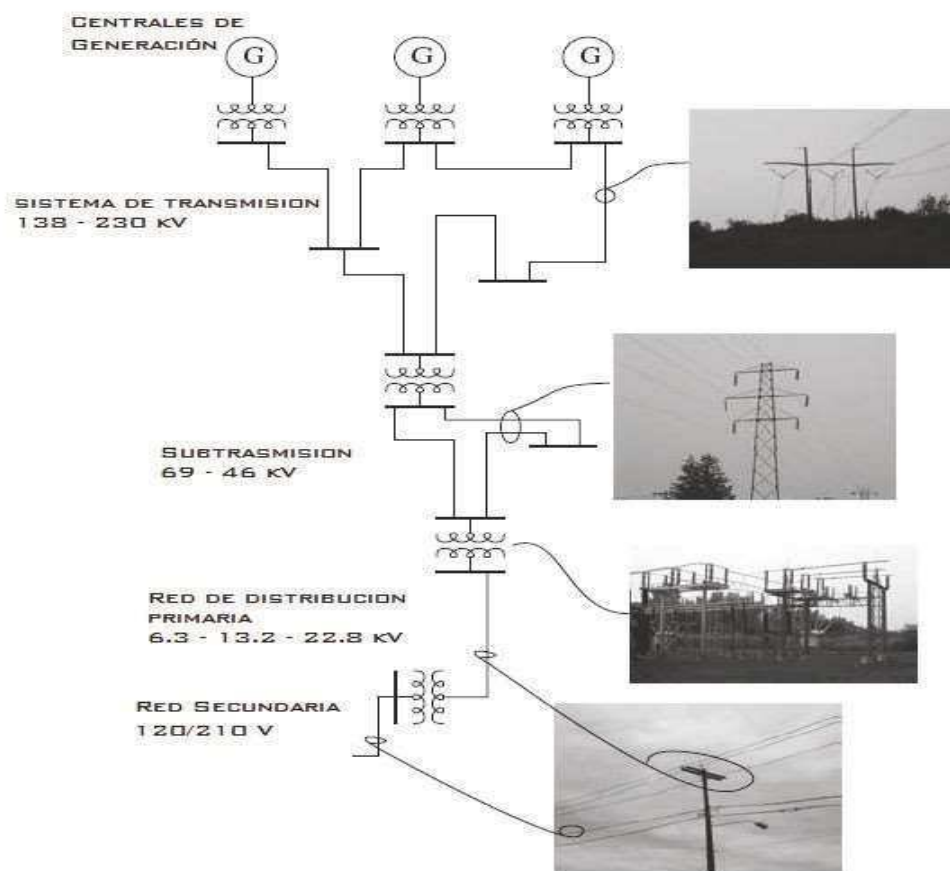 CENTRALES DE
GENERACIÓN
G G G
SISTEMA DE TRANSMISION
138 - 230 KV
SUBTRASMISION
69 - 46 KV
RED DE DISTRIBUCION
PRIMARIA
6.3 - 13.2 - 22.8 KV
RED SECUNDARIA
120/210 V